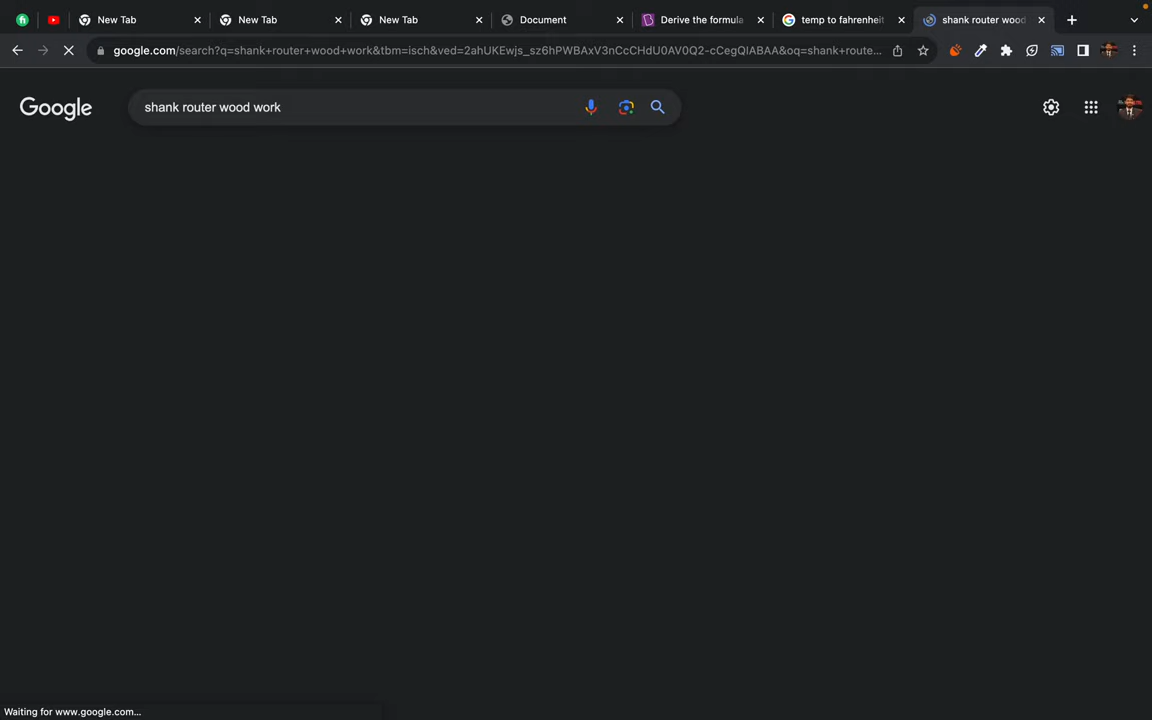 New Tab
New Tab
New Tab
Document
Derive the formula
temp to fahrenheit
shank router wood
google.com/search?q=shank+router+wood+work&tbm=isch&ved=2ahUKEwjs_sz6hPWBAxV3nCcCHdU0AV0Q2-cCegQIABAA&oq=shank+route...
Google
shank router wood work
Waiting for www.google.com...